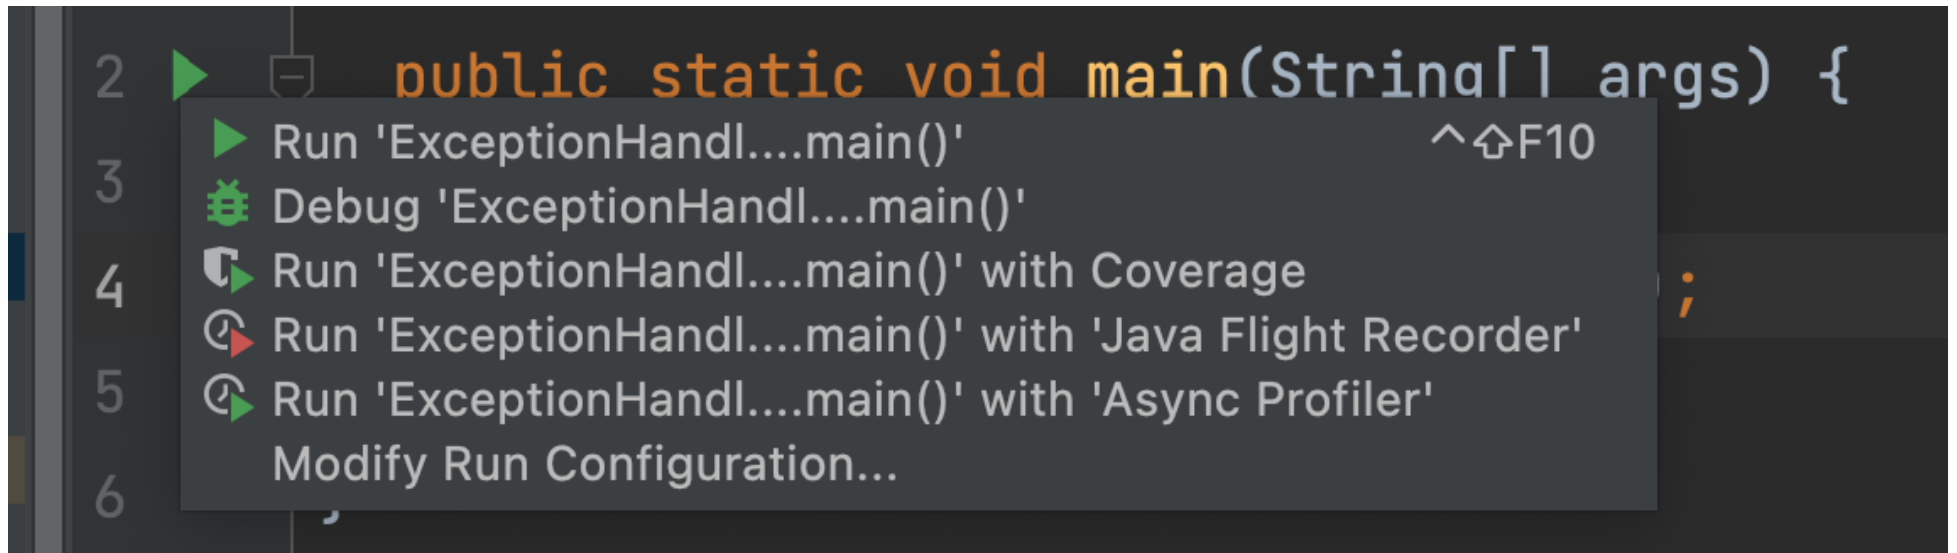 2 public static void main(String[] args) {
Run 'ExceptionHandl....main()' ^⇧F10
3
Debug 'ExceptionHandl....main()'
Run 'ExceptionHandl....main()' with Coverage
4 ;
Run 'ExceptionHandl....main()' with 'Java Flight Recorder'
5
Run 'ExceptionHandl....main()' with 'Async Profiler'
Modify Run Configuration...
6